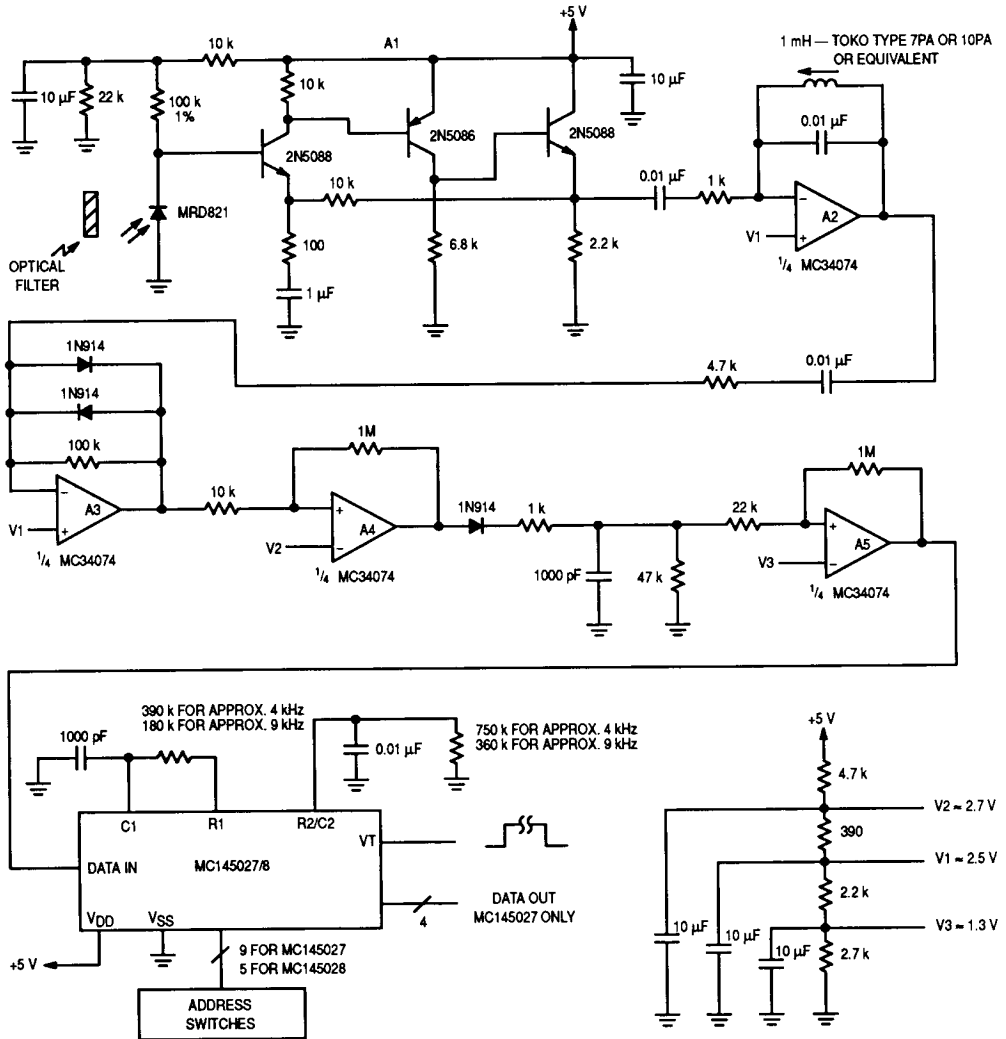 +5 V
10 k
A1
1 mH — TOKO TYPE 7PA OR 10PA
OR EQUIVALENT
10 µF
22 k
100 k
1%
10 k
10 µF
0.01 µF
2N5088
2N5086
2N5088
10 k
0.01 µF
1 k
–
A2
V1
+
1/4 MC34074
MRD821
OPTICAL
FILTER
100
6.8 k
2.2 k
1 µF
1N914
1N914
100 k
4.7 k
0.01 µF
–
A3
V1
+
1/4 MC34074
10 k
1M
+
A4
V2
–
1/4 MC34074
1N914
1 k
1000 pF
47 k
22 k
1M
+
A5
V3
–
1/4 MC34074
390 k FOR APPROX. 4 kHz
180 k FOR APPROX. 9 kHz
1000 pF
0.01 µF
750 k FOR APPROX. 4 kHz
360 k FOR APPROX. 9 kHz
C1
R1
R2/C2
VT
DATA IN
MC145027/8
DATA OUT
MC145027 ONLY
4
VDD
VSS
+5 V
9 FOR MC145027
5 FOR MC145028
ADDRESS
SWITCHES
+5 V
4.7 k
V2 ≈ 2.7 V
390
V1 ≈ 2.5 V
2.2 k
V3 ≈ 1.3 V
10 µF
10 µF
10 µF
2.7 k